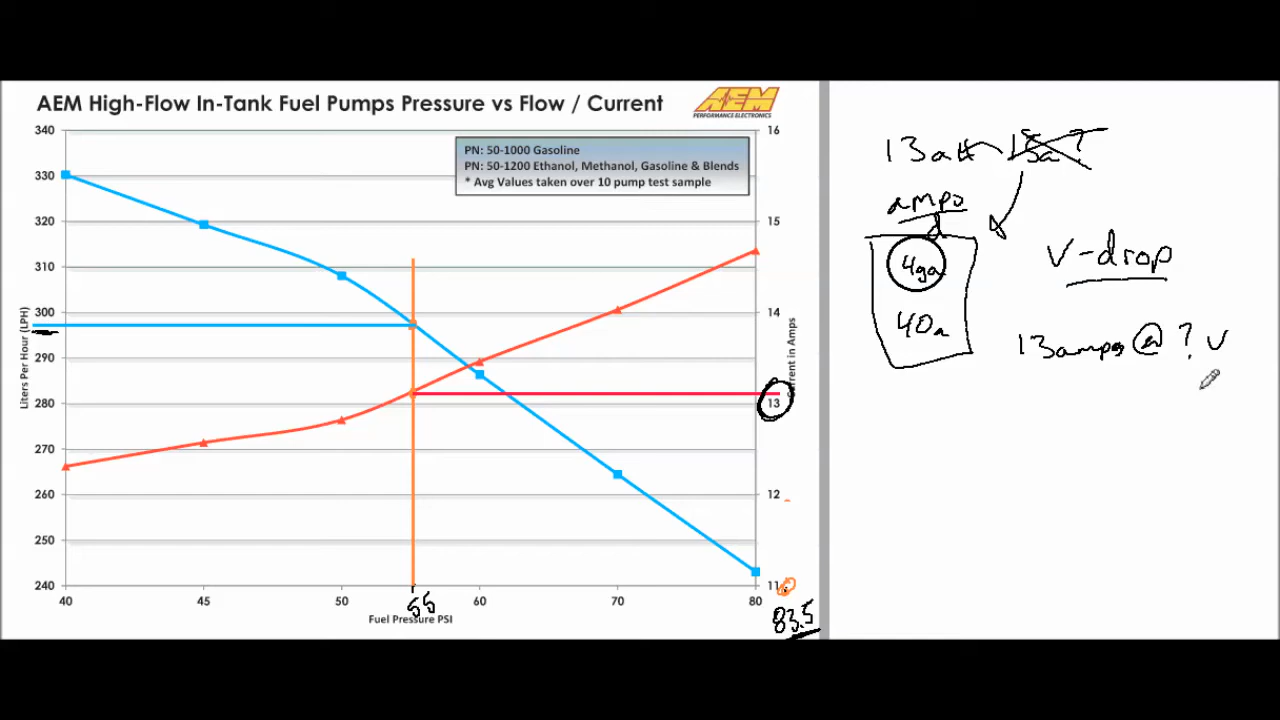 AEM High-Flow In-Tank Fuel Pumps Pressure vs Flow / Current
AEM
PERFORMANCE ELECTRONICS
PN: 50-1000 Gasoline
PN: 50-1200 Ethanol, Methanol, Gasoline & Blends
* Avg Values taken over 10 pump test sample
Liters Per Hour (LPH)
340
330
320
310
300
290
280
270
260
250
240
16
15
14
13
12
11
Current in Amps
40
45
50
55
60
70
80
Fuel Pressure PSI
83.5
13a
15a?
amps
4ga
40a
v-drop
13amps @ ? v